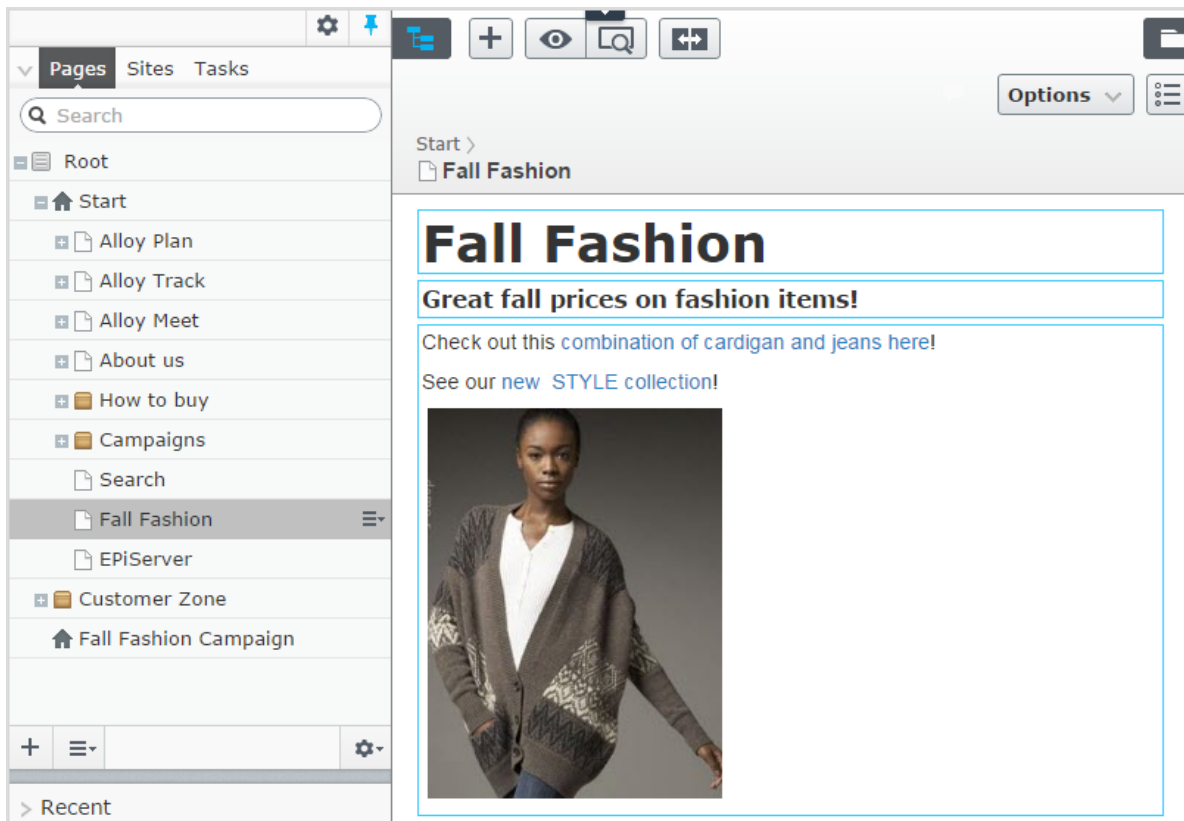 Pages Sites Tasks
Search
Root
Start
Alloy Plan
Alloy Track
Alloy Meet
About us
How to buy
Campaigns
Search
Fall Fashion
EPiServer
Customer Zone
Fall Fashion Campaign
Recent
Options
Start
Fall Fashion
Fall Fashion
Great fall prices on fashion items!
Check out this combination of cardigan and jeans here!
See our new STYLE collection!